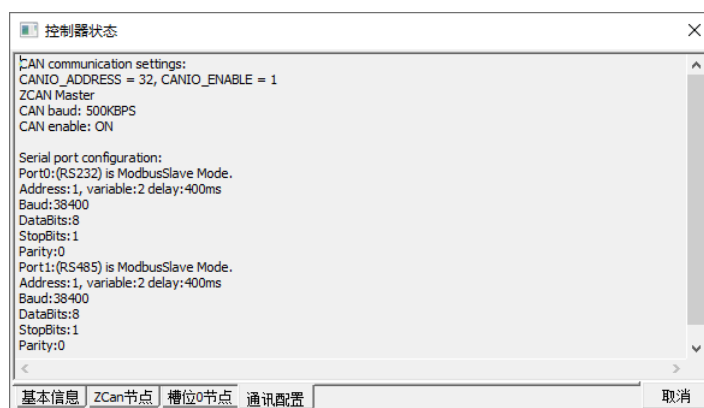 控制器状态
CAN communication settings:
CANIO_ADDRESS = 32, CANIO_ENABLE = 1
ZCAN Master
CAN baud: 500KBPS
CAN enable: ON
Serial port configuration:
Port0:(RS232) is ModbusSlave Mode.
Address:1, variable:2 delay:400ms
Baud:38400
DataBits:8
StopBits:1
Parity:0
Port1:(RS485) is ModbusSlave Mode.
Address:1, variable:2 delay:400ms
Baud:38400
DataBits:8
StopBits:1
Parity:0
基本信息 ZCan节点 槽位0节点 通讯配置 取消